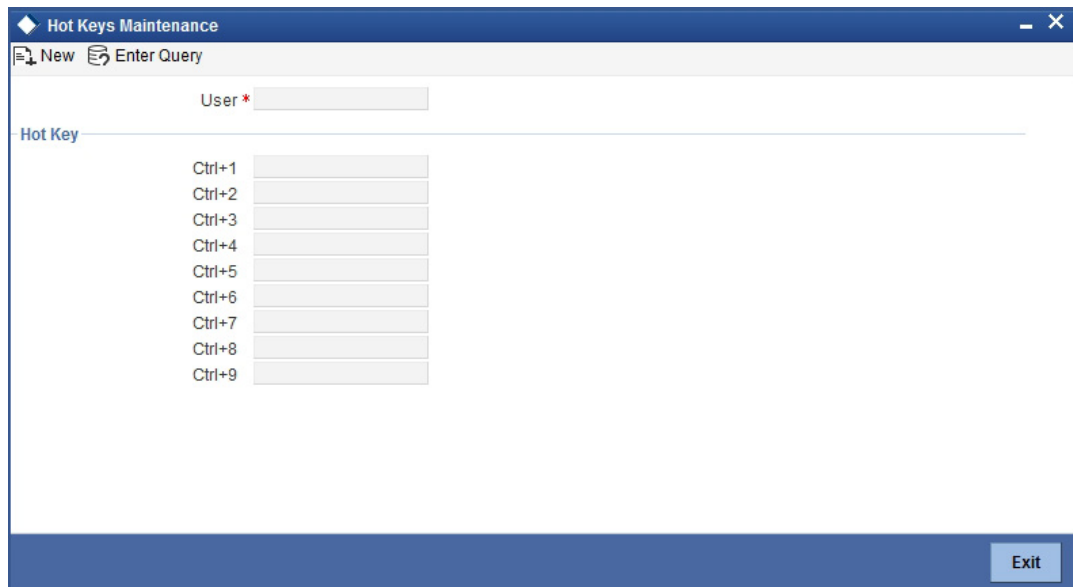 Hot Keys Maintenance
New Enter Query
User *
Hot Key
Ctrl+1
Ctrl+2
Ctrl+3
Ctrl+4
Ctrl+5
Ctrl+6
Ctrl+7
Ctrl+8
Ctrl+9
Exit